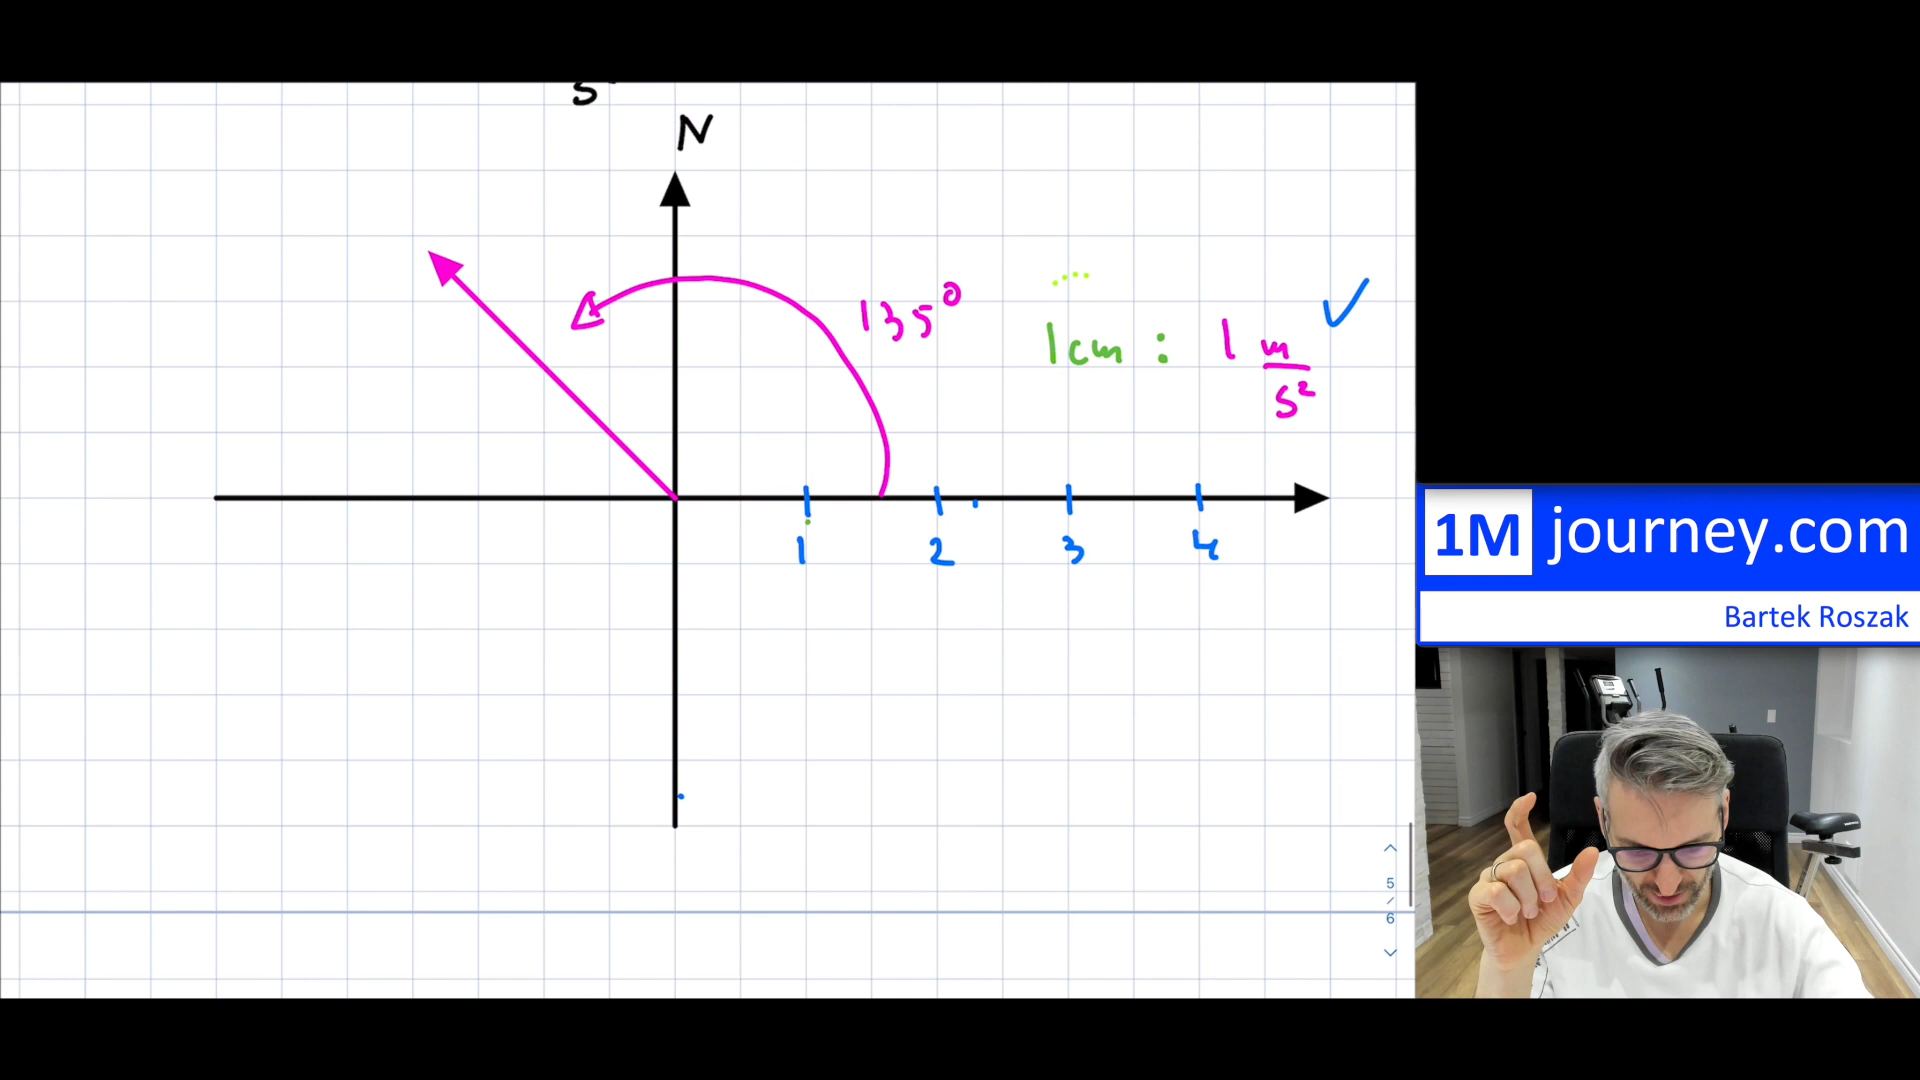 s
N
135°
1cm : 1 m/s²
1 2 3 4
5
/
6
1M journey.com
Bartek Roszak